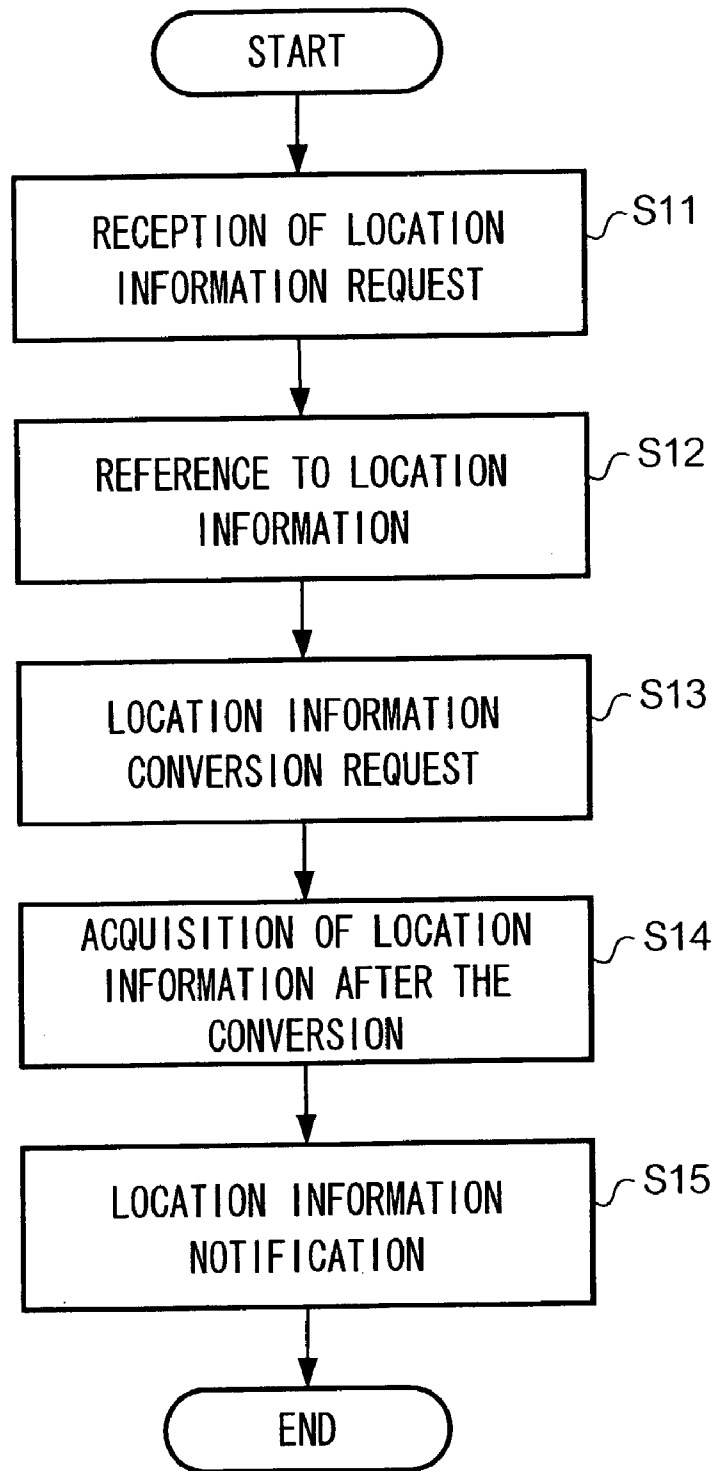 START
RECEPTION OF LOCATION
INFORMATION REQUEST
S11
REFERENCE TO LOCATION
INFORMATION
S12
LOCATION INFORMATION
CONVERSION REQUEST
S13
ACQUISITION OF LOCATION
INFORMATION AFTER THE
CONVERSION
S14
LOCATION INFORMATION
NOTIFICATION
S15
END